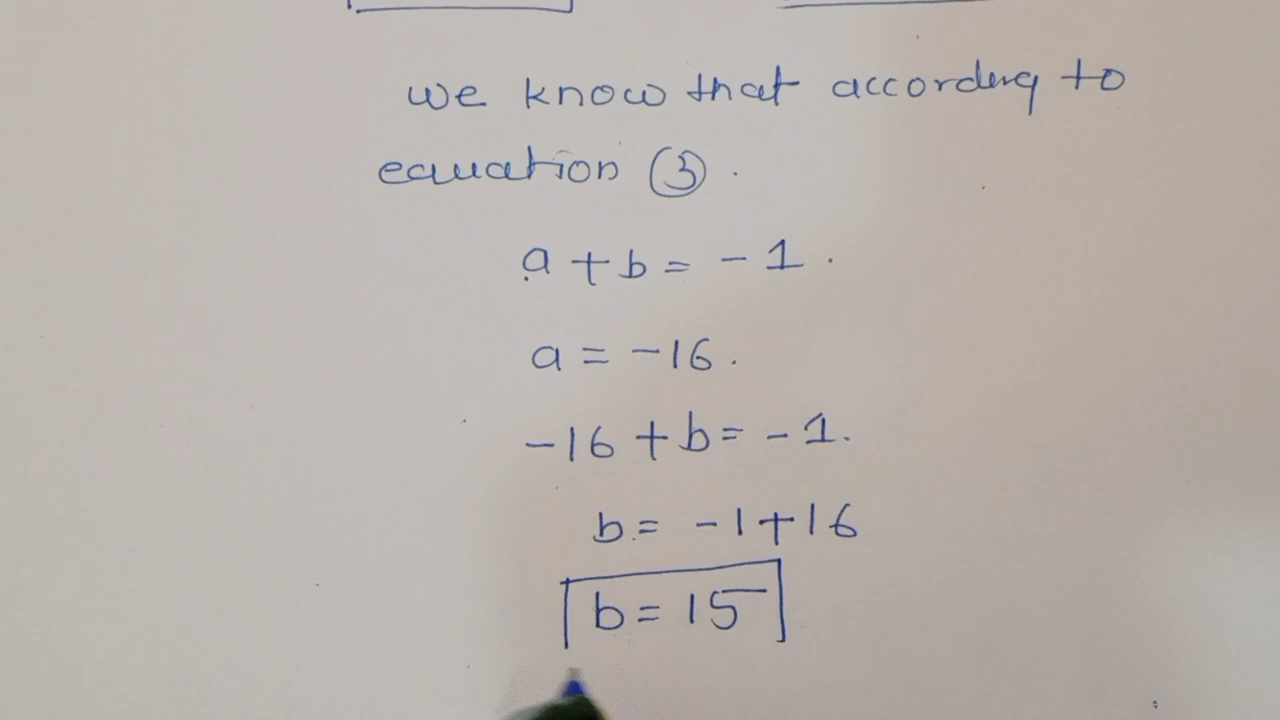 we know that according to
equation ③.
a + b = - 1.
a = -16.
-16 + b = - 1.
b = -1+16
b = 15